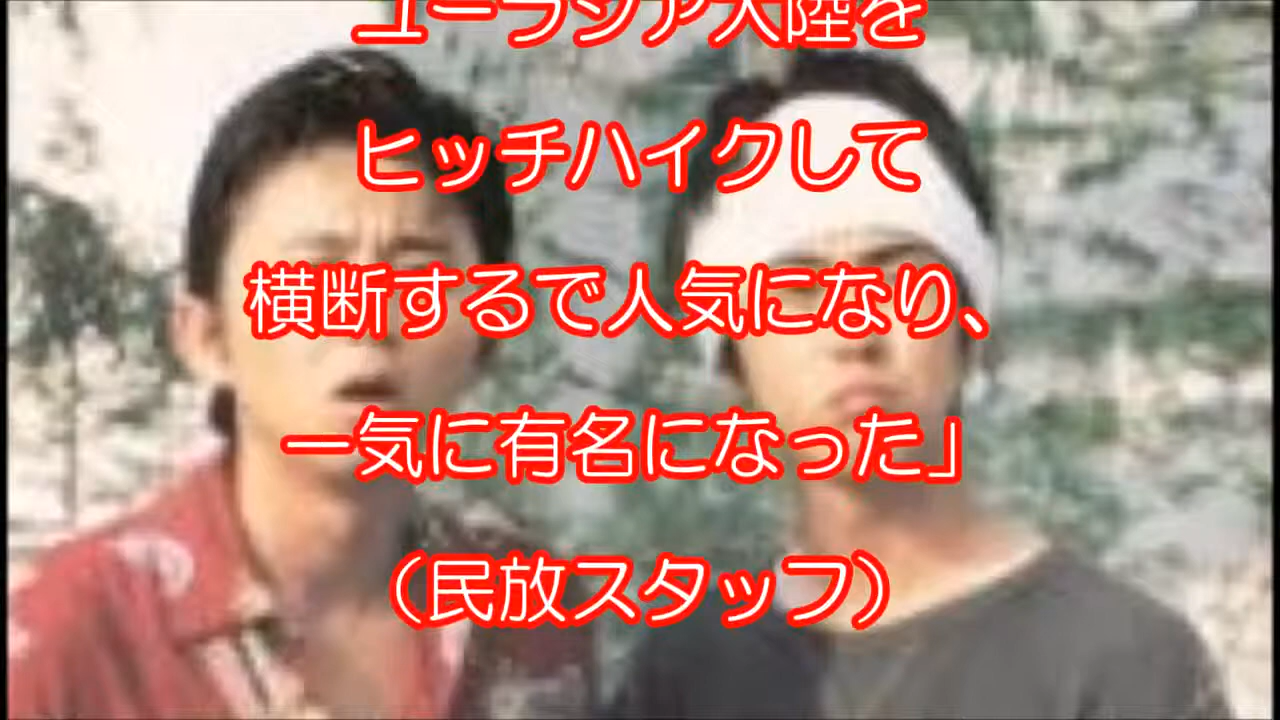 ユーラシア大陸を
ヒッチハイクして
横断するで人気になり、
一気に有名になった」
（民放スタッフ）